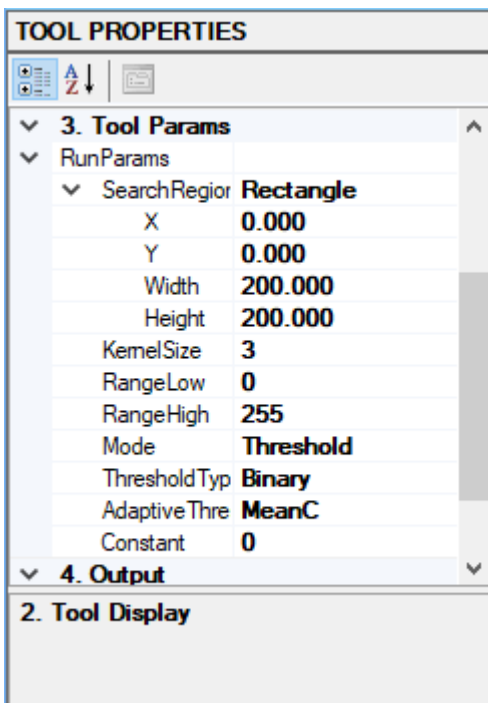 TOOL PROPERTIES
3. Tool Params
RunParams
SearchRegior Rectangle
X 0.000
Y 0.000
Width 200.000
Height 200.000
KernelSize 3
RangeLow 0
RangeHigh 255
Mode Threshold
ThresholdTyp Binary
AdaptiveThre MeanC
Constant 0
4. Output
2. Tool Display